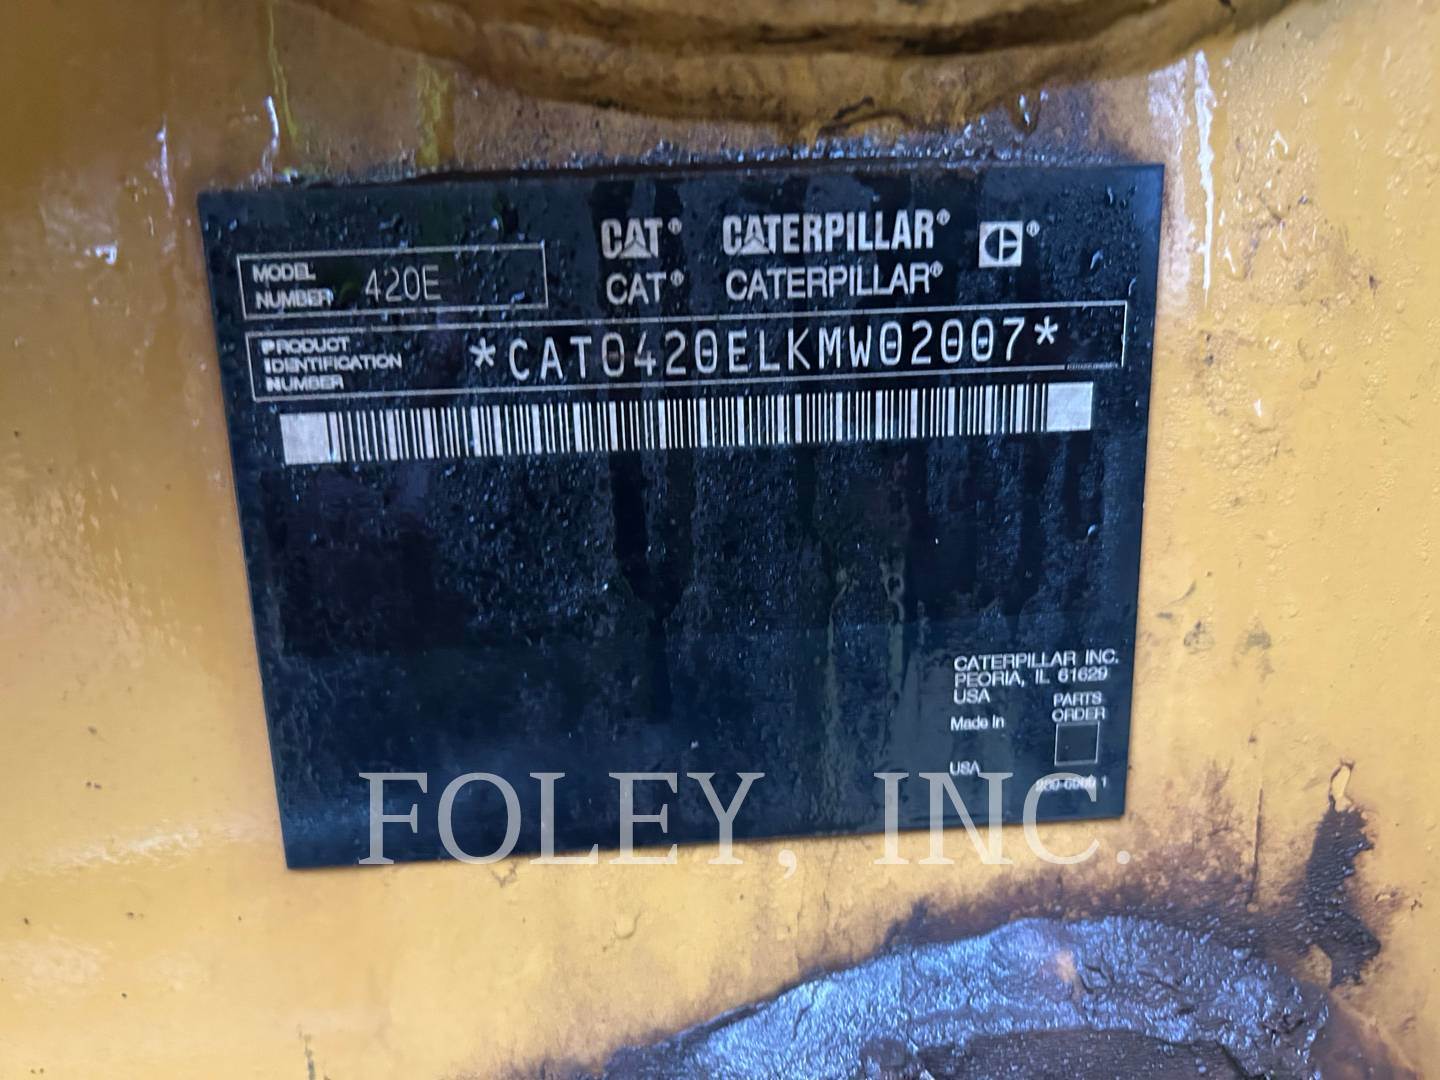 CAT® CATERPILLAR® ®
CAT® CATERPILLAR®
MODEL NUMBER 420E
PRODUCT IDENTIFICATION NUMBER *CAT0420ELKMW02007*
CATERPILLAR INC.
PEORIA, IL 61629
USA
PARTS ORDER
Made In
USA
FOLEY, INC.